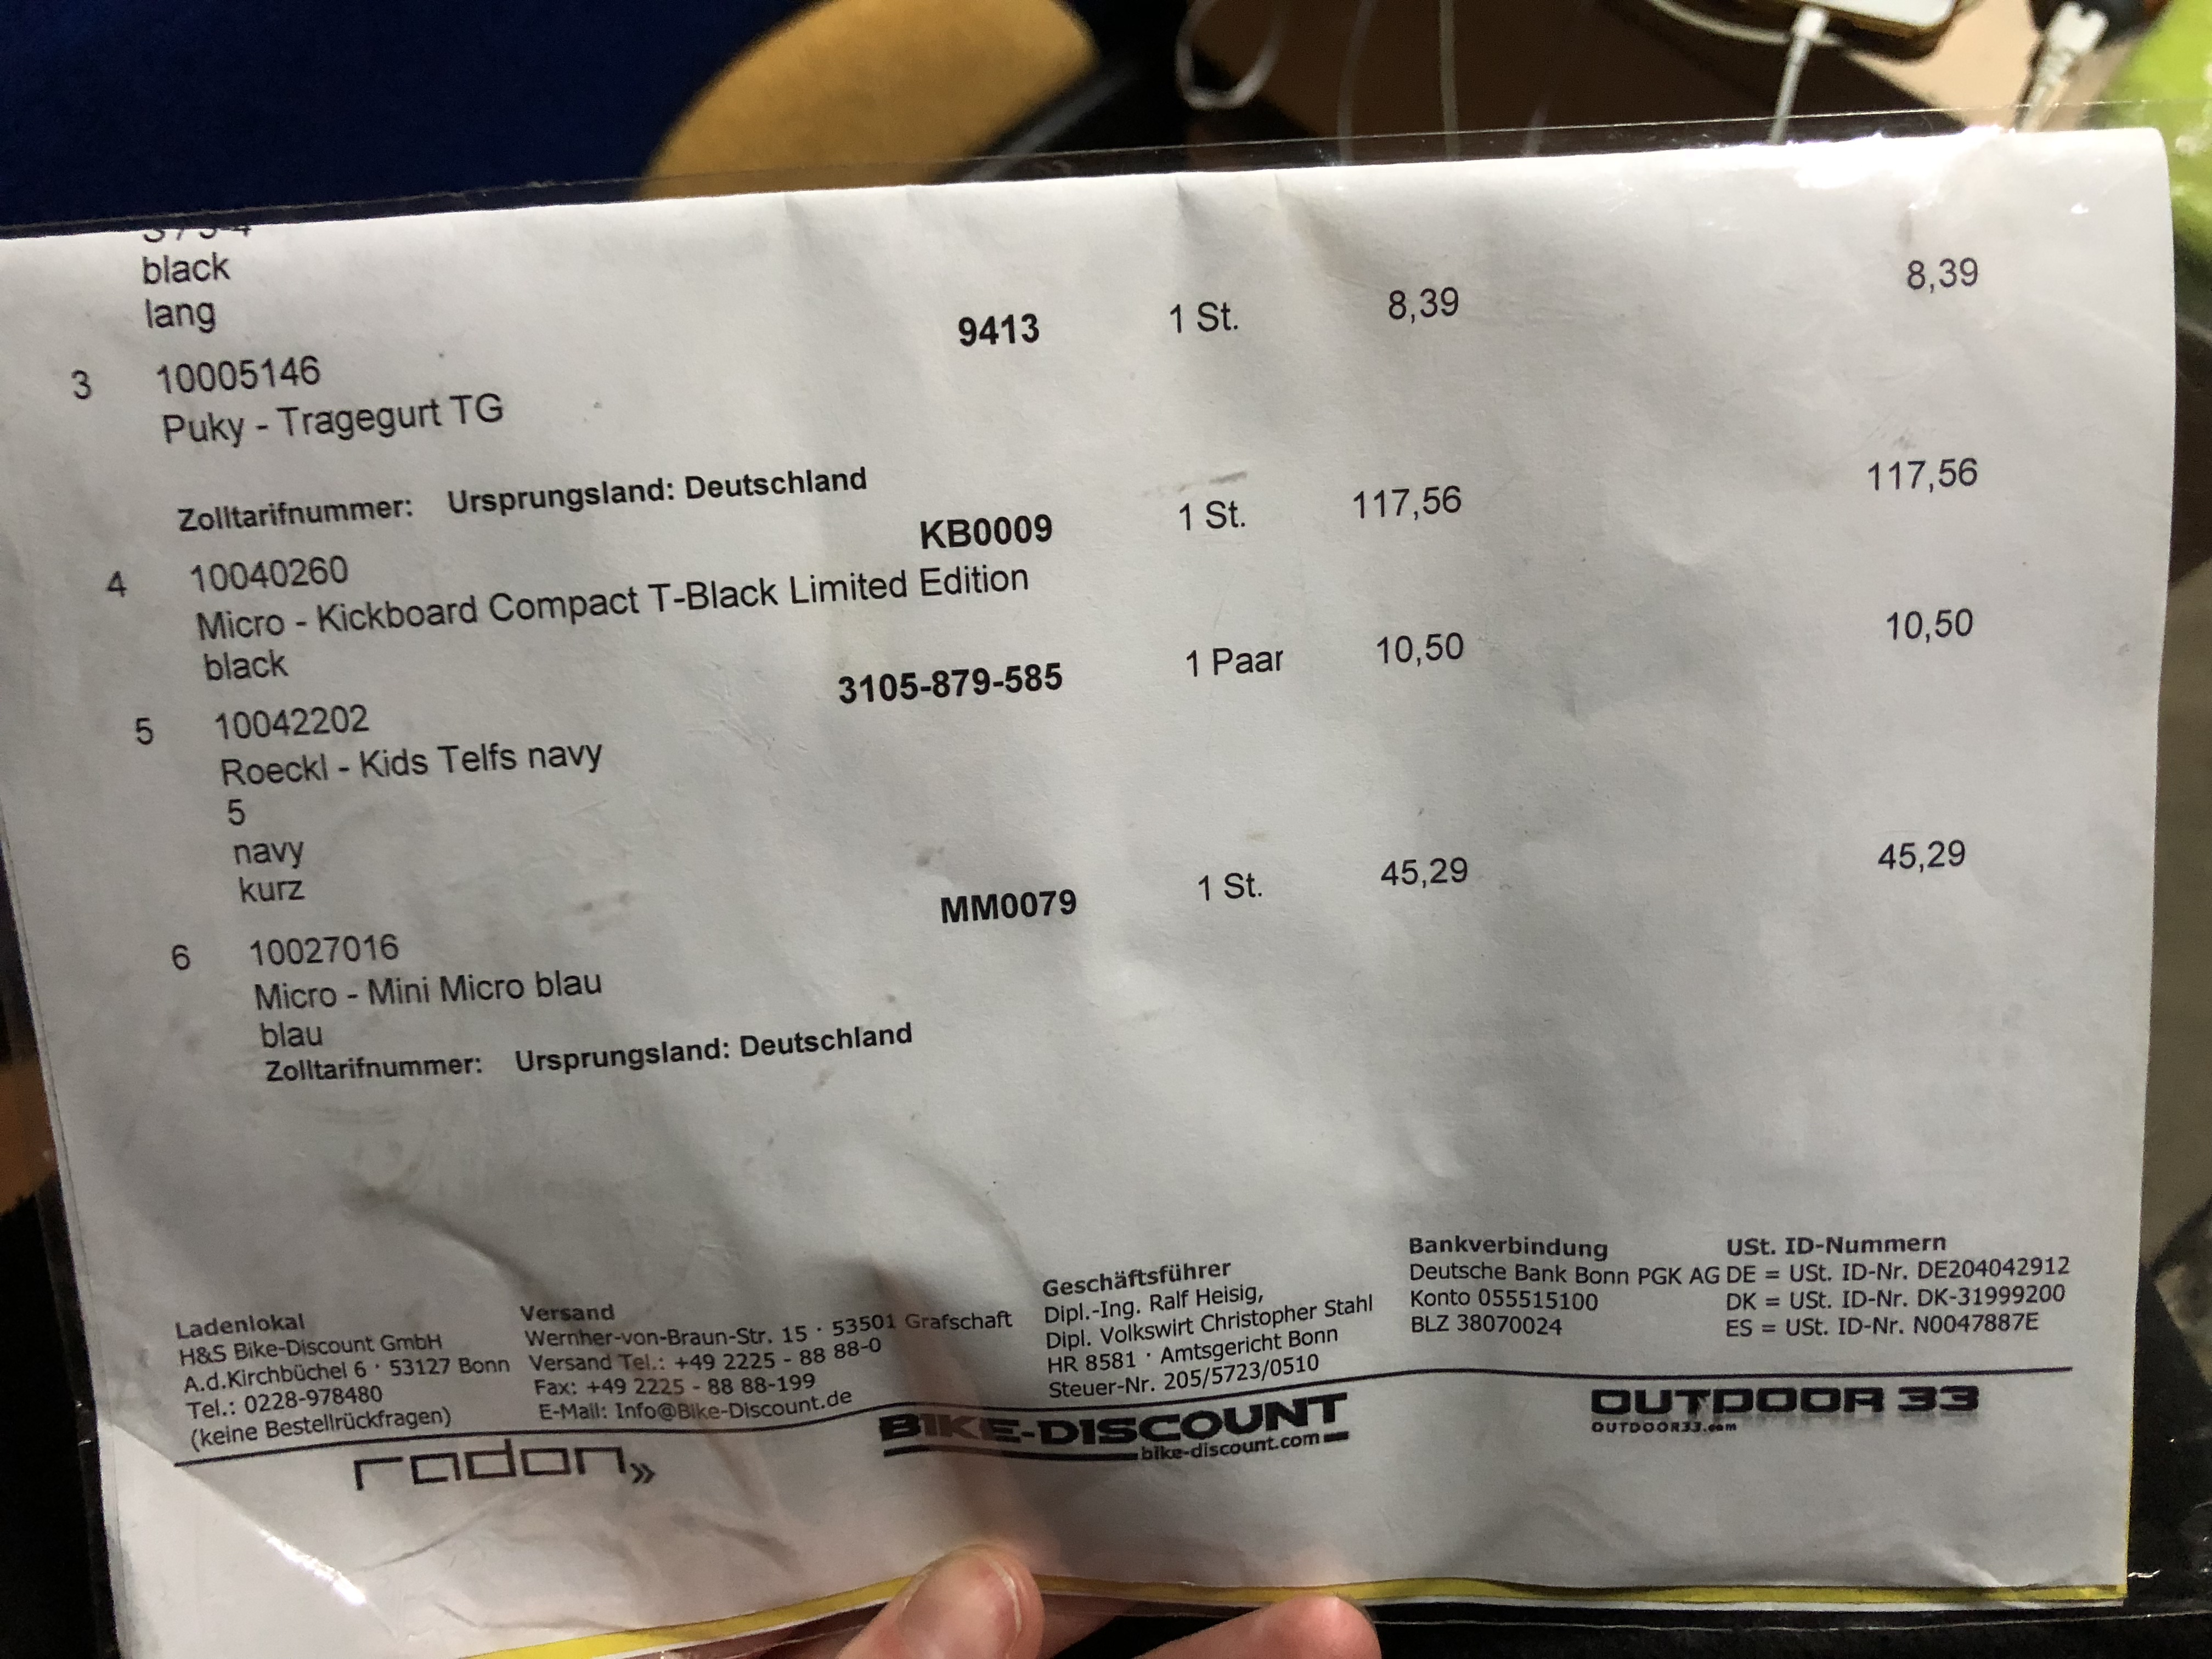 black
lang
3 10005146 9413 1 St. 8,39 8,39
Puky - Tragegurt TG
Zolltarifnummer: Ursprungsland: Deutschland
4 10040260 KB0009 1 St. 117,56 117,56
Micro - Kickboard Compact T-Black Limited Edition
black
5 10042202 3105-879-585 1 Paar 10,50 10,50
Roeckl - Kids Telfs navy
5
navy
kurz
6 10027016 MM0079 1 St. 45,29 45,29
Micro - Mini Micro blau
blau
Zolltarifnummer: Ursprungsland: Deutschland
Ladenlokal
H&S Bike-Discount GmbH
A.d.Kirchbüchel 6 · 53127 Bonn
Tel.: 0228-978480
(keine Bestellrückfragen)
Versand
Wernher-von-Braun-Str. 15 · 53501 Grafschaft
Versand Tel.: +49 2225 - 88 88-0
Fax: +49 2225 - 88 88-199
E-Mail: Info@Bike-Discount.de
Geschäftsführer
Dipl.-Ing. Ralf Heisig,
Dipl. Volkswirt Christopher Stahl
HR 8581 · Amtsgericht Bonn
Steuer-Nr. 205/5723/0510
Bankverbindung
Deutsche Bank Bonn PGK AG
Konto 055515100
BLZ 38070024
USt. ID-Nummern
DE = USt. ID-Nr. DE204042912
DK = USt. ID-Nr. DK-31999200
ES = USt. ID-Nr. N0047887E
radon
BIKE-DISCOUNT
bike-discount.com
OUTDOOR 33
OUTDOOR33.com